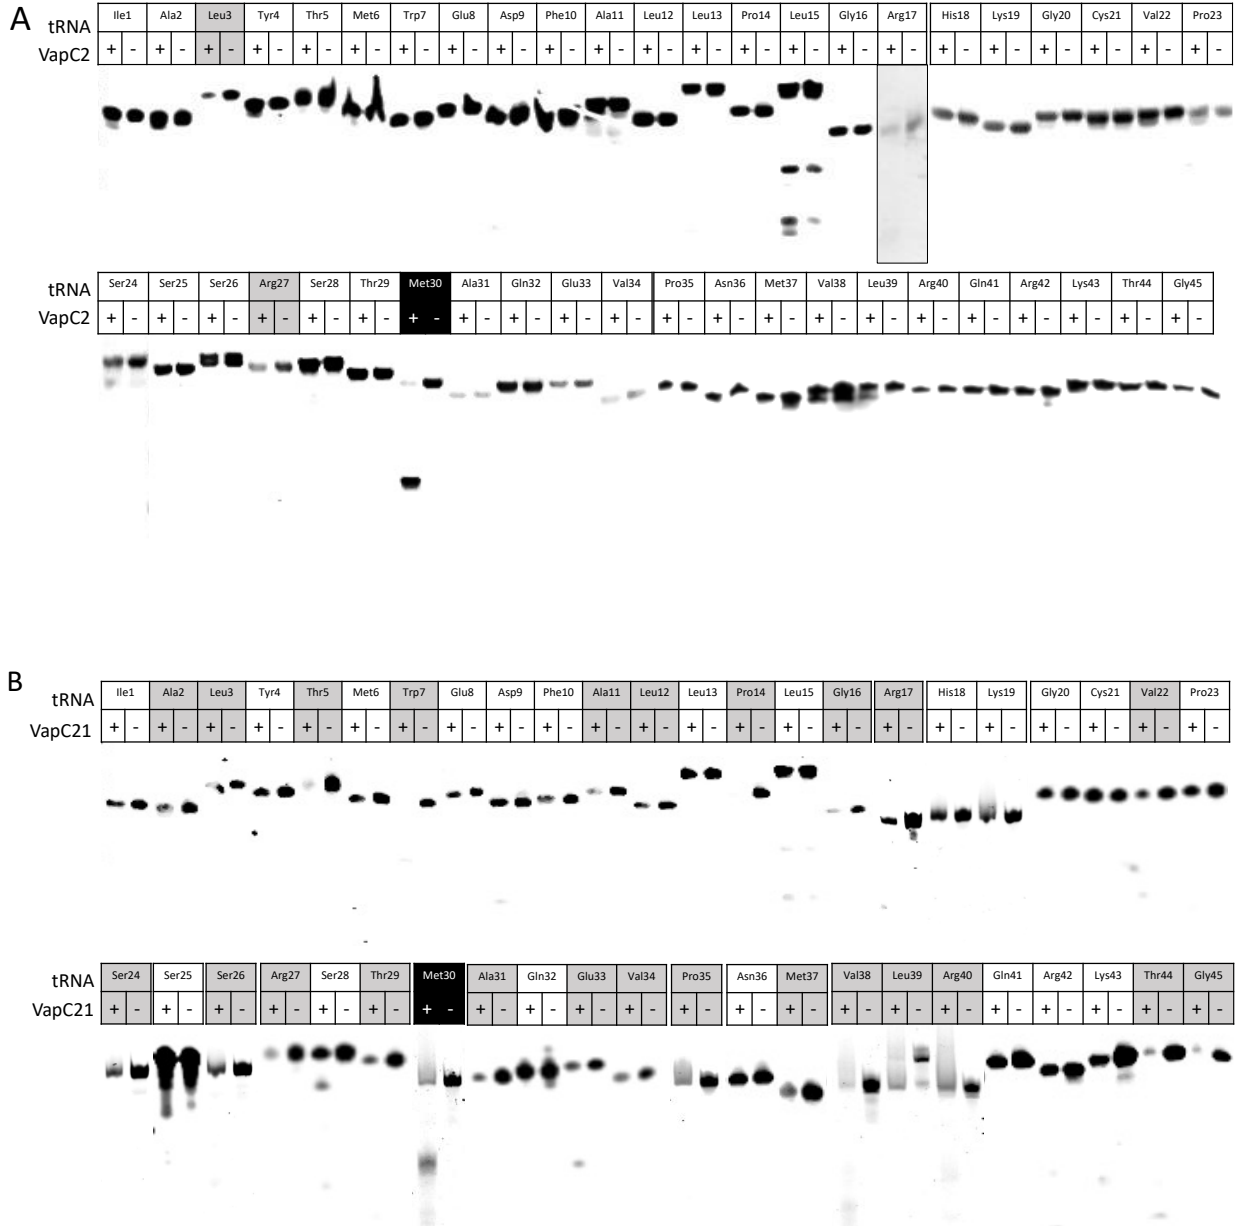 A
tRNA Ile1 Ala2 Leu3 Tyr4 Thr5 Met6 Trp7 Glu8 Asp9 Phe10 Ala11 Leu12 Leu13 Pro14 Leu15 Gly16 Arg17 His18 Lys19 Gly20 Cys21 Val22 Pro23
VapC2 + - + - + - + - + - + - + - + - + - + - + - + - + - + - + - + - + - + - + - + - + - + - + -
tRNA Ser24 Ser25 Ser26 Arg27 Ser28 Thr29 Met30 Ala31 Gln32 Glu33 Val34 Pro35 Asn36 Met37 Val38 Leu39 Arg40 Gln41 Arg42 Lys43 Thr44 Gly45
VapC2 + - + - + - + - + - + - + - + - + - + - + - + - + - + - + - + - + - + - + - + - + - + -
B
tRNA Ile1 Ala2 Leu3 Tyr4 Thr5 Met6 Trp7 Glu8 Asp9 Phe10 Ala11 Leu12 Leu13 Pro14 Leu15 Gly16 Arg17 His18 Lys19 Gly20 Cys21 Val22 Pro23
VapC21 + - + - + - + - + - + - + - + - + - + - + - + - + - + - + - + - + - + - + - + - + - + - + -
tRNA Ser24 Ser25 Ser26 Arg27 Ser28 Thr29 Met30 Ala31 Gln32 Glu33 Val34 Pro35 Asn36 Met37 Val38 Leu39 Arg40 Gln41 Arg42 Lys43 Thr44 Gly45
VapC21 + - + - + - + - + - + - + - + - + - + - + - + - + - + - + - + - + - + - + - + - + - + - + -